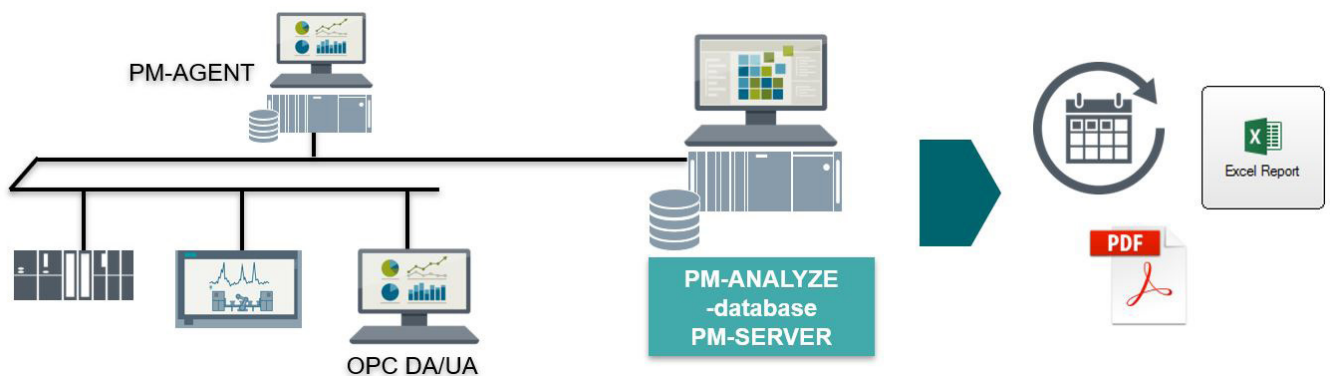 PM-AGENT
OPC DA/UA
PM-ANALYZE
-database
PM-SERVER
X
Excel Report
PDF